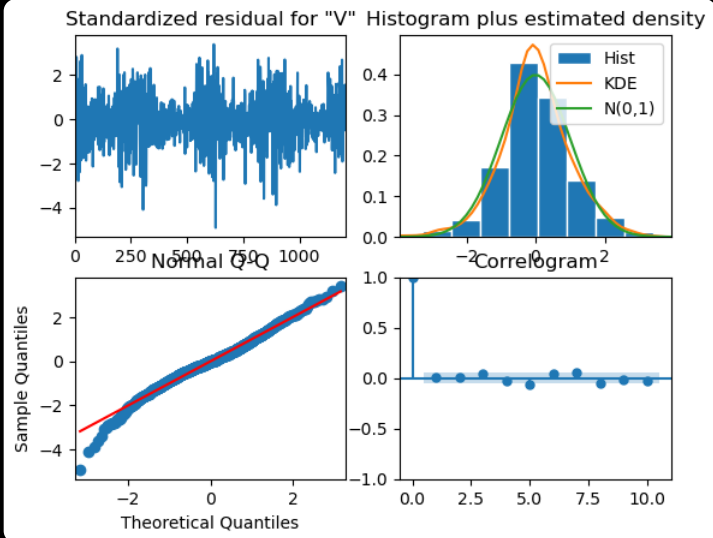 Standardized residual for "V"
Histogram plus estimated density
2
0
−2
−4
0 250 500 750 1000
0.4
0.3
0.2
0.1
0.0
−2 0 2
Hist
KDE
N(0,1)
Normal Q-Q
Correlogram
Sample Quantiles
2
0
−2
−4
−2 0 2
Theoretical Quantiles
1.0
0.5
0.0
−0.5
−1.0
0.0 2.5 5.0 7.5 10.0